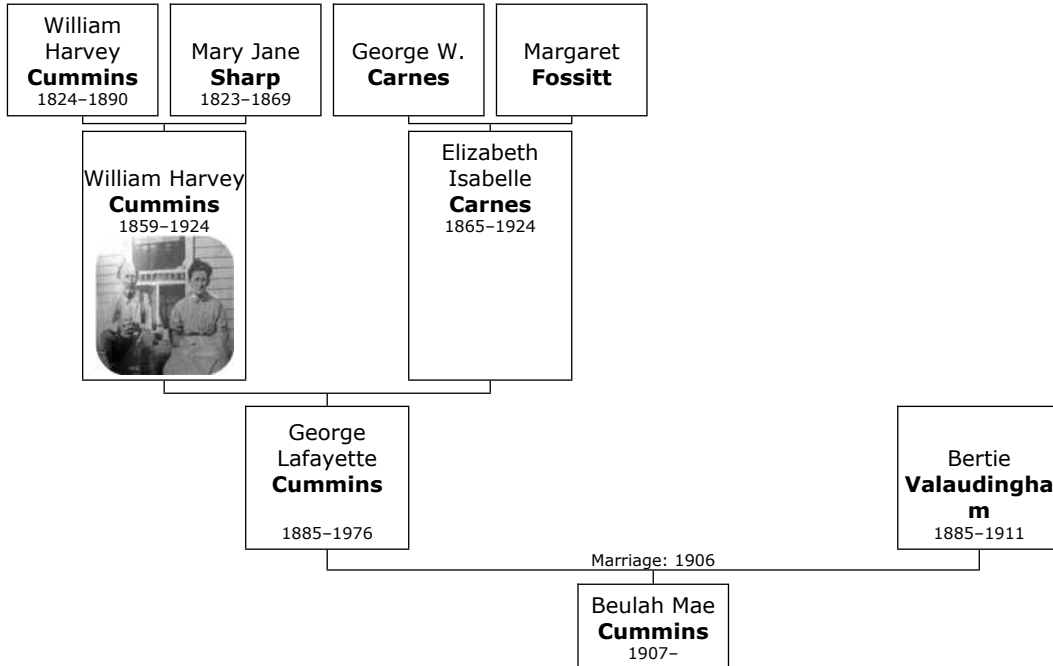 William
Harvey
Cummins
1824–1890
Mary Jane
Sharp
1823–1869
George W.
Carnes
Margaret
Fossitt
William Harvey
Cummins
1859–1924
Elizabeth
Isabelle
Carnes
1865–1924
George
Lafayette
Cummins
1885–1976
Bertie
Valaudingha
m
1885–1911
Marriage: 1906
Beulah Mae
Cummins
1907–